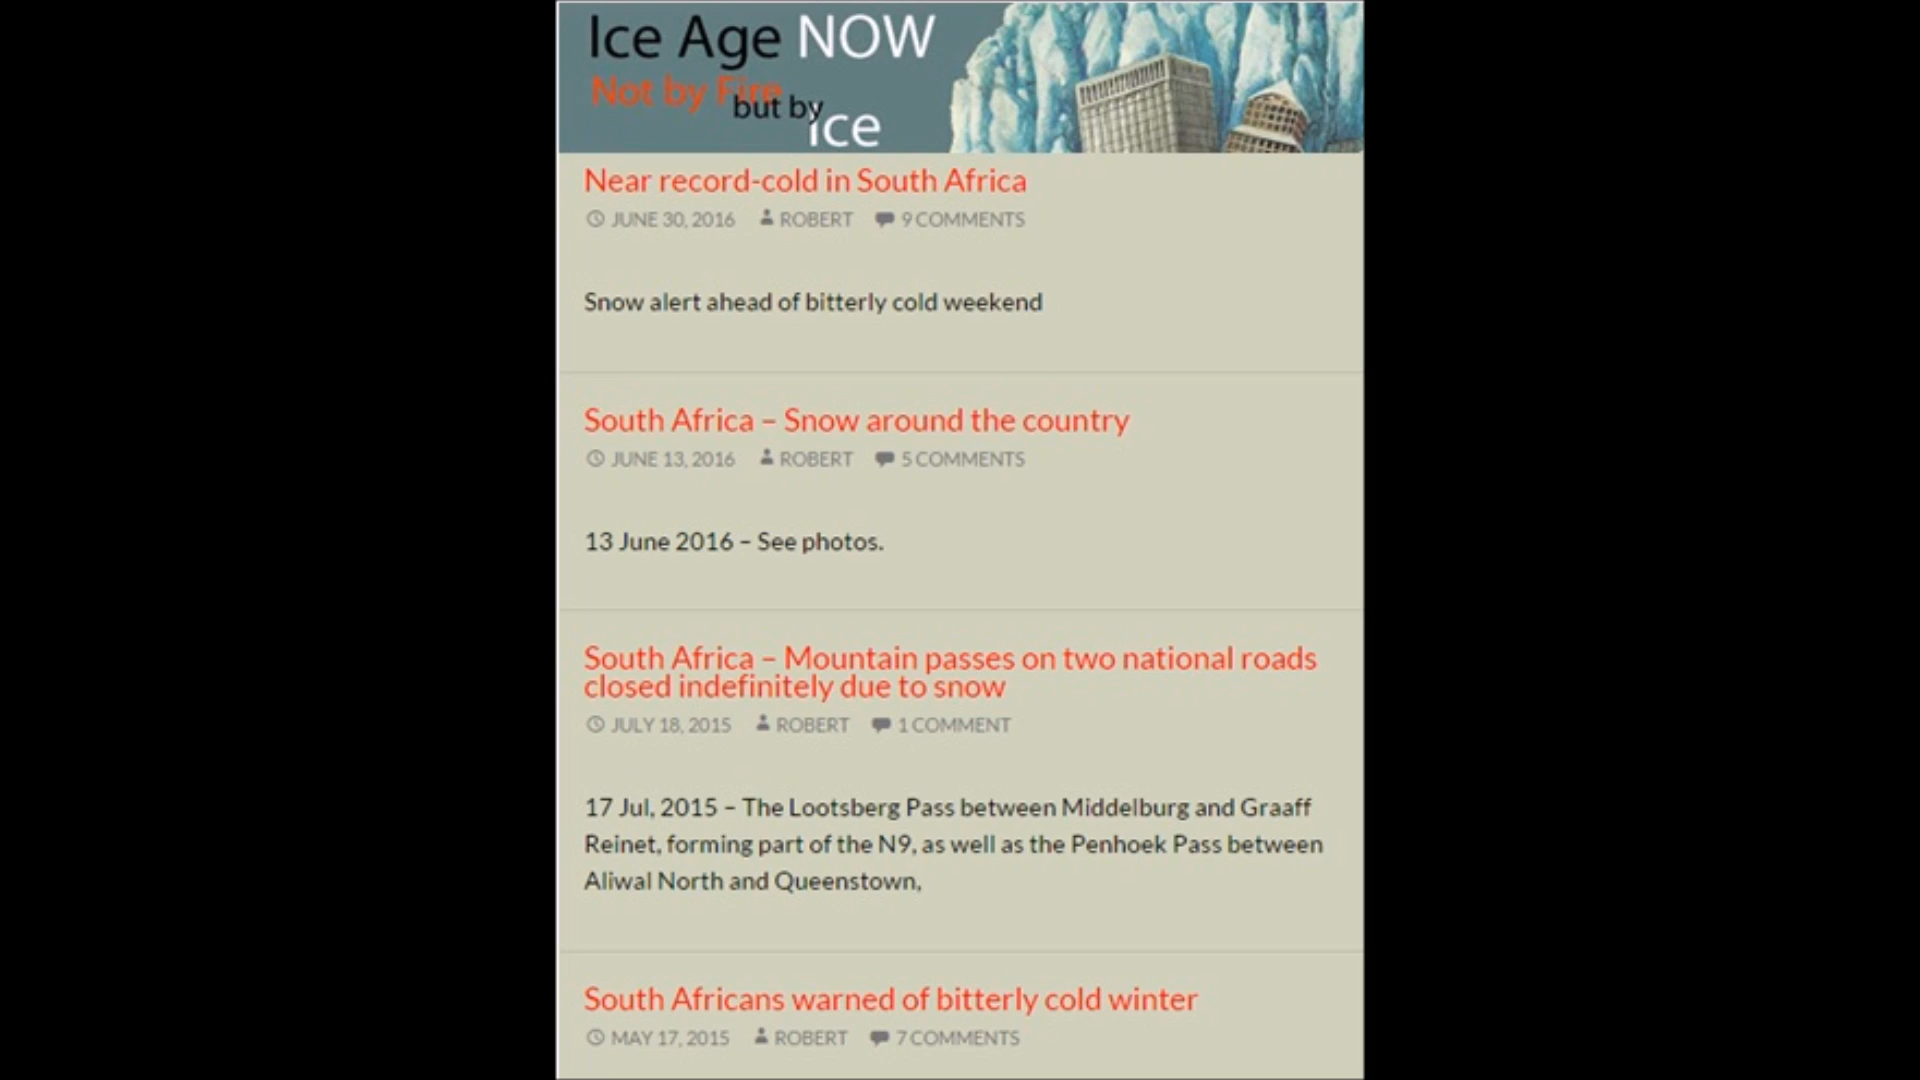 Ice Age NOW
Not by Fire
but by
ice
Near record-cold in South Africa
JUNE 30, 2016 ROBERT 9 COMMENTS
Snow alert ahead of bitterly cold weekend
South Africa – Snow around the country
JUNE 13, 2016 ROBERT 5 COMMENTS
13 June 2016 – See photos.
South Africa – Mountain passes on two national roads
closed indefinitely due to snow
JULY 18, 2015 ROBERT 1 COMMENT
17 Jul, 2015 – The Lootsberg Pass between Middelburg and Graaff
Reinet, forming part of the N9, as well as the Penhoek Pass between
Aliwal North and Queenstown,
South Africans warned of bitterly cold winter
MAY 17, 2015 ROBERT 7 COMMENTS